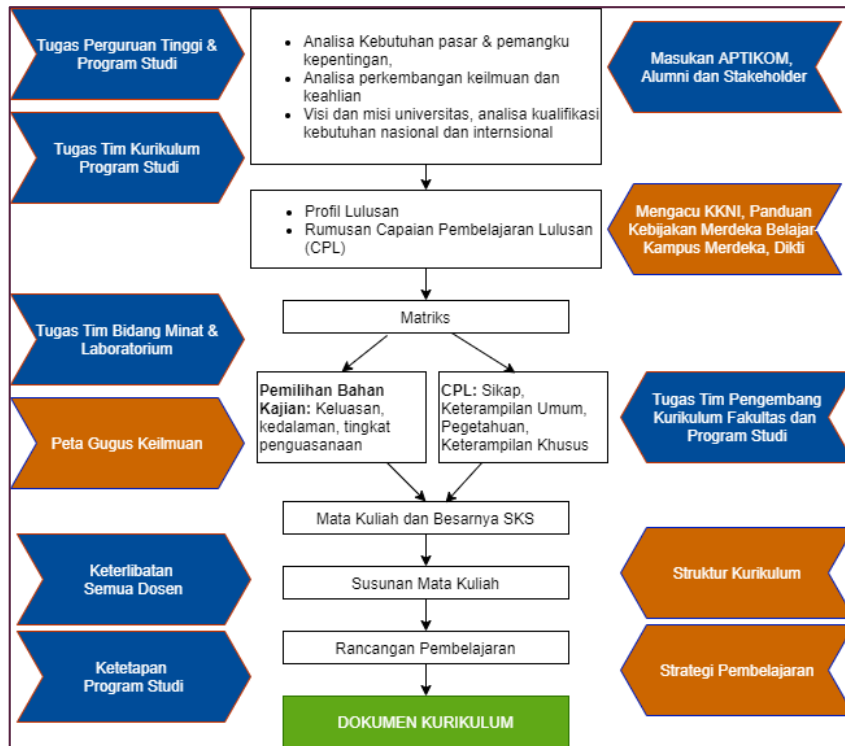 Tugas Perguruan Tinggi &
Program Studi
• Analisa Kebutuhan pasar & pemangku
kepentingan,
• Analisa perkembangan keilmuan dan
keahlian
• Visi dan misi universitas, analisa kualifikasi
kebutuhan nasional dan internsional
Masukan APTIKOM,
Alumni dan Stakeholder
Tugas Tim Kurikulum
Program Studi
• Profil Lulusan
• Rumusan Capaian Pembelajaran Lulusan
(CPL)
Mengacu KKNI, Panduan
Kebijakan Merdeka Belajar-
Kampus Merdeka, Dikti
Matriks
Tugas Tim Bidang Minat &
Laboratorium
Pemilihan Bahan
Kajian: Keluasan,
kedalaman, tingkat
penguasanaan
CPL: Sikap,
Keterampilan Umum,
Pegetahuan,
Keterampilan Khusus
Tugas Tim Pengembang
Kurikulum Fakultas dan
Program Studi
Peta Gugus Keilmuan
Mata Kuliah dan Besarnya SKS
Keterlibatan
Semua Dosen
Susunan Mata Kuliah
Struktur Kurikulum
Rancangan Pembelajaran
Ketetapan
Program Studi
Strategi Pembelajaran
DOKUMEN KURIKULUM